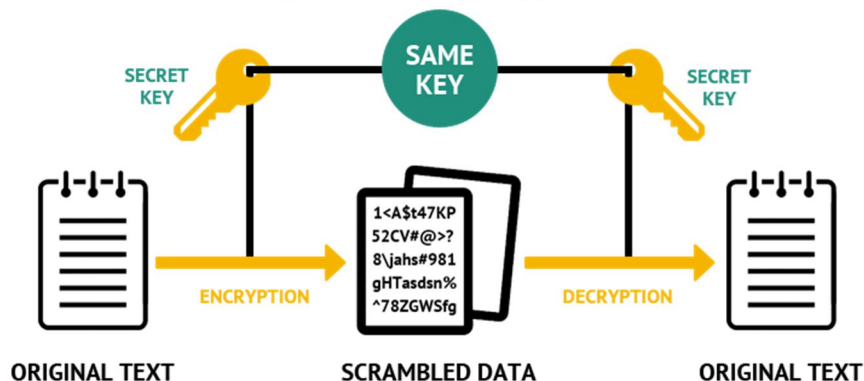 SAME
KEY
SECRET
KEY
SECRET
KEY
1<A$t47KP
52CV#@>?
8\jahs#981
gHTasdsn%
^78ZGWSfg
ENCRYPTION
DECRYPTION
ORIGINAL TEXT
SCRAMBLED DATA
ORIGINAL TEXT